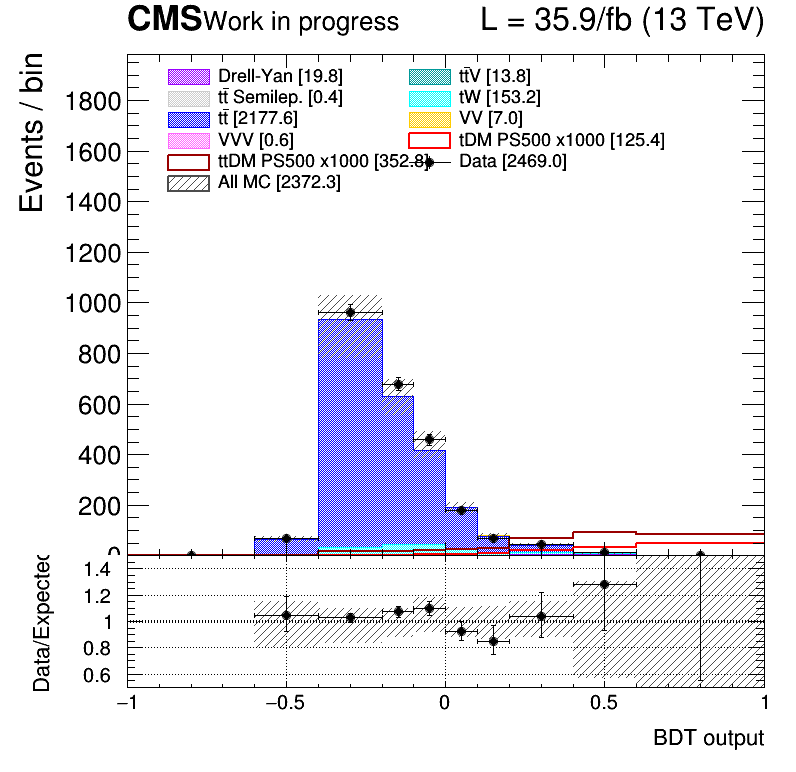 CMS Work in progress L = 35.9/fb (13 TeV)
Events / bin
Drell-Yan [19.8] tt̄V [13.8]
tt̄ Semilep. [0.4] tW [153.2]
tt̄ [2177.6] VV [7.0]
VVV [0.6] tDM PS500 x1000 [125.4]
ttDM PS500 x1000 [352.8] Data [2469.0]
All MC [2372.3]
1800
1600
1400
1200
1000
800
600
400
200
0
Data/Expected
1.4
1.2
1
0.8
0.6
−1 −0.5 0 0.5 1
BDT output